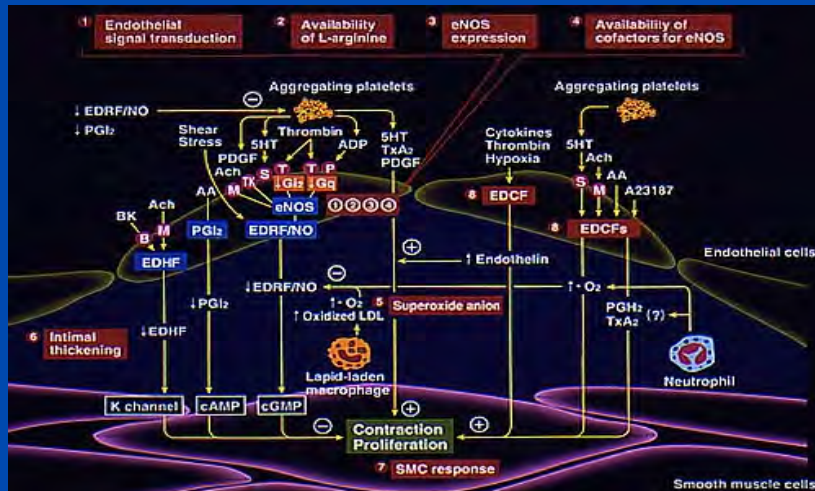 1 Endothelial
signal transduction
2 Availability
of L-arginine
3 eNOS
expression
4 Availability of
cofactors for eNOS
Aggregating platelets
Aggregating platelets
↓ EDRF/NO
↓ PGI₂
−
Shear
Stress
PDGF
5HT
Thrombin
ADP
5HT
TxA₂
PDGF
Cytokines
Thrombin
Hypoxia
5HT
Ach
AA
A23187
Ach
AA
M
TK
S
T
T
P
↓Gi₂
↓Gq
eNOS
① ② ③ ④
8 EDCF
S
M
8 EDCFs
BK
Ach
B
M
EDHF
PGI₂
EDRF/NO
Endothelial cells
+
↑ Endothelin
↓EDRF/NO
−
↑·O₂
↑ Oxidized LDL
5 Superoxide anion
↑·O₂
PGH₂
TxA₂
(?)
↓PGI₂
6 Intimal
thickening
↓EDHF
Lapid-laden
macrophage
Neutrophil
K channel
cAMP
cGMP
−
+
+
Contraction
Proliferation
7 SMC response
Smooth muscle cells